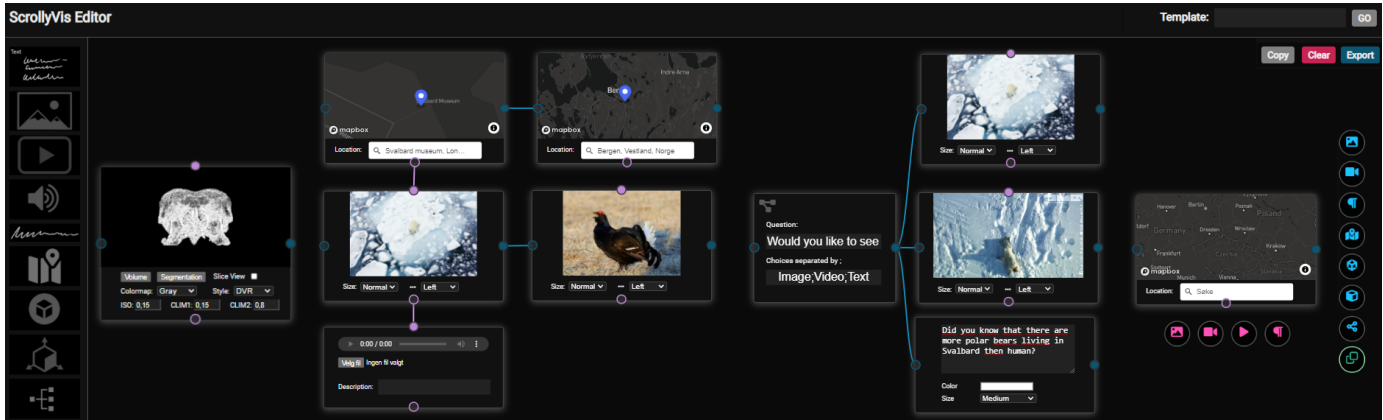 ScrollyVis Editor
Template:
GO
Copy
Clear
Export
Text
Svalbard Museum
mapbox
Location:
Svalbard museum, Lon...
Indre Arna
mapbox
Location:
Bergen, Vestland, Norge
Size:
Normal
Left
Volume
Segmentation
Slice View
Colormap:
Gray
Style:
DVR
ISO:
0,15
CLIM1:
0,15
CLIM2:
0,8
Size:
Normal
Left
Size:
Normal
Left
0:00 / 0:00
Velg fil
Ingen fil valgt
Description:
Question:
Would you like to see
Choices separated by ;
Image;Video;Text
Size:
Normal
Left
Did you know that there are
more polar bears living in
Svalbard then human?
Color
Size
Medium
Hanover
Berlin
Poznań
Poland
Germany
Dresden
Wrocław
Frankfurt
Czechia
Kraków
Munich
Vienna
mapbox
Location:
Søke